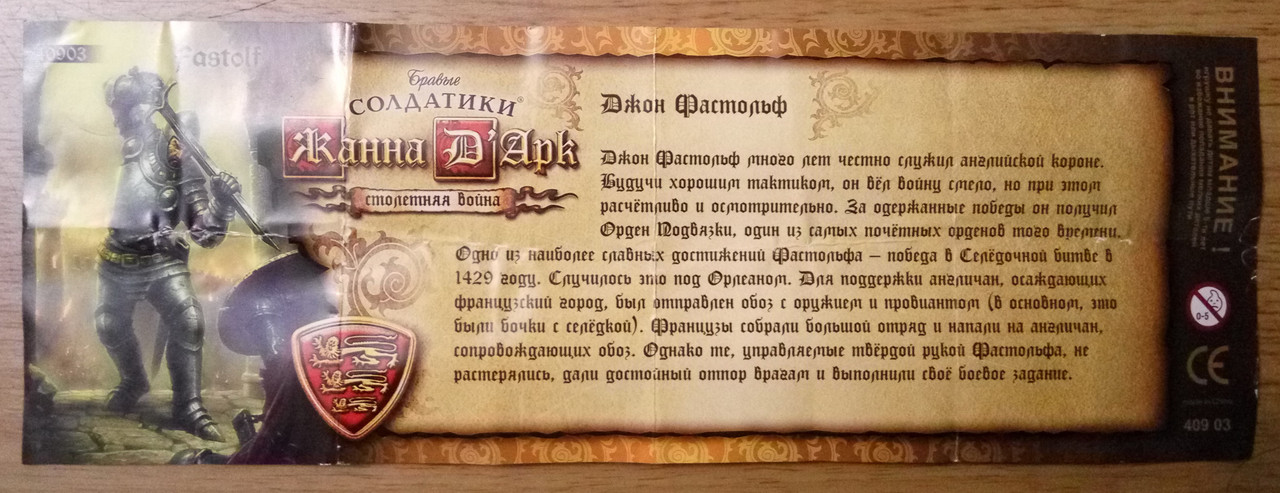 Fastolf
Бравые
СОЛДАТИКИ®
Жанна Д'Арк
столетняя война
Джон Фастольф
Джон Фастольф много лет честно служил английской короне.
Будучи хорошим тактиком, он вёл войну смело, но при этом
расчётливо и осмотрительно. За одержанные победы он получил
Орден Подвязки, один из самых почётных орденов того времени.
Одно из наиболее славных достижений Фастольфа — победа в Селёдочной битве в
1429 году. Случилось это под Орлеаном. Для поддержки англичан, осаждающих
французский город, был отправлен обоз с оружием и провиантом (в основном, это
были бочки с селёдкой). Французы собрали большой отряд и напали на англичан,
сопровождающих обоз. Однако те, управляемые твёрдой рукой Фастольфа, не
растерялись, дали достойный отпор врагам и выполнили своё боевое задание.
ВНИМАНИЕ !
0-5
CE
409 03